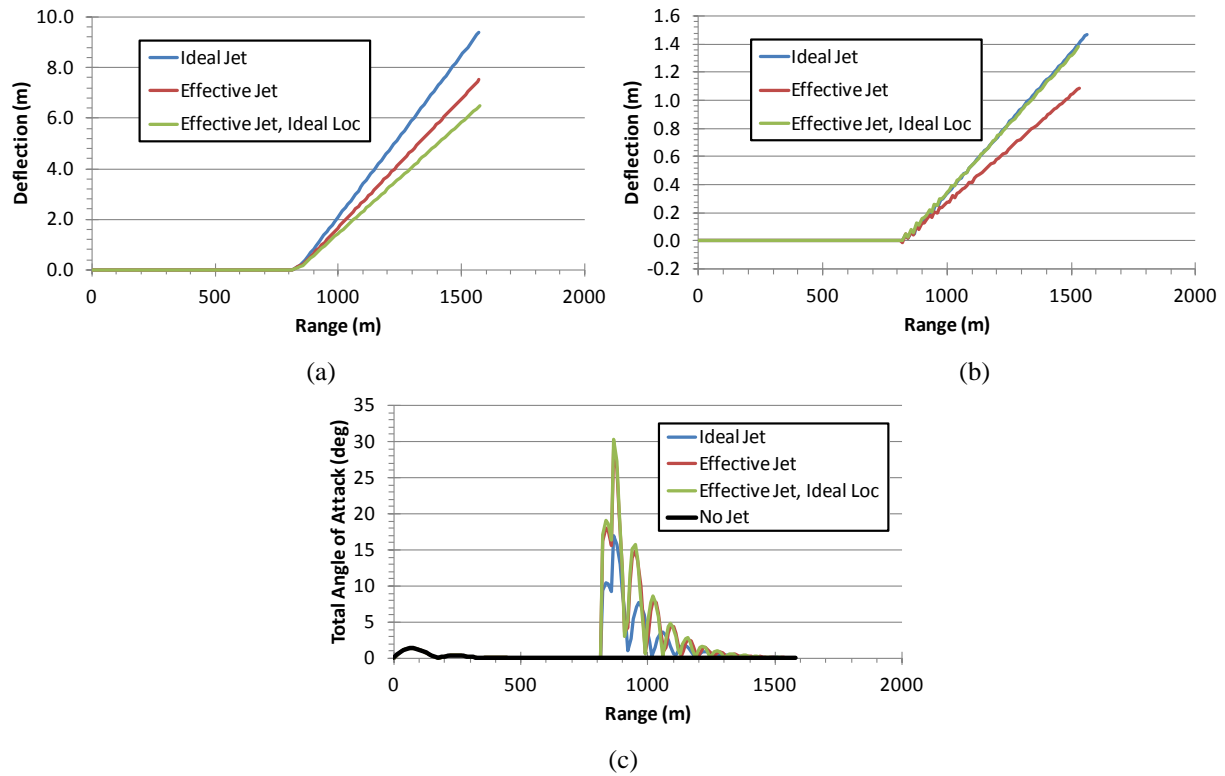 10.0
8.0
6.0
4.0
2.0
0.0
Deflection (m)
Ideal Jet
Effective Jet
Effective Jet, Ideal Loc
0 500 1000 1500 2000
Range (m)
(a)
1.6
1.4
1.2
1.0
0.8
0.6
0.4
0.2
0.0
-0.2
Deflection (m)
Ideal Jet
Effective Jet
Effective Jet, Ideal Loc
0 500 1000 1500 2000
Range (m)
(b)
35
30
25
20
15
10
5
0
Total Angle of Attack (deg)
Ideal Jet
Effective Jet
Effective Jet, Ideal Loc
No Jet
0 500 1000 1500 2000
Range (m)
(c)